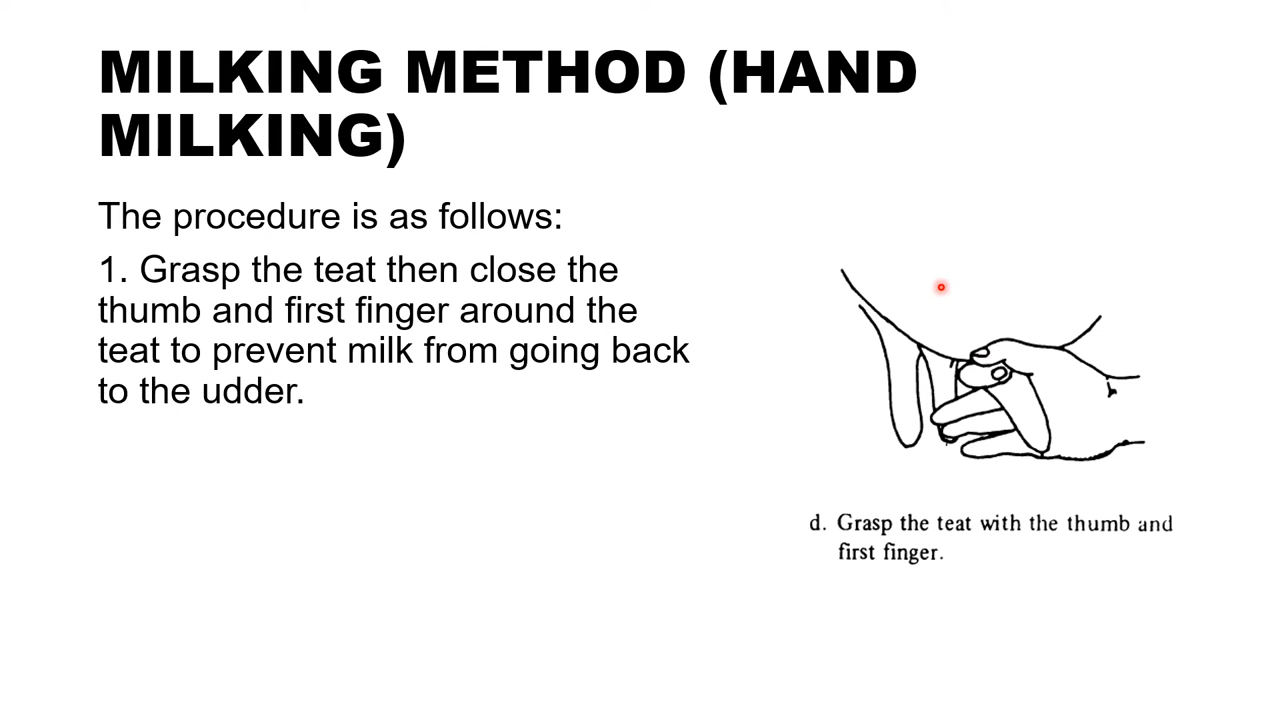 MILKING METHOD (HAND
MILKING)
The procedure is as follows:
1. Grasp the teat then close the
thumb and first finger around the
teat to prevent milk from going back
to the udder.
d. Grasp the teat with the thumb and
first finger.